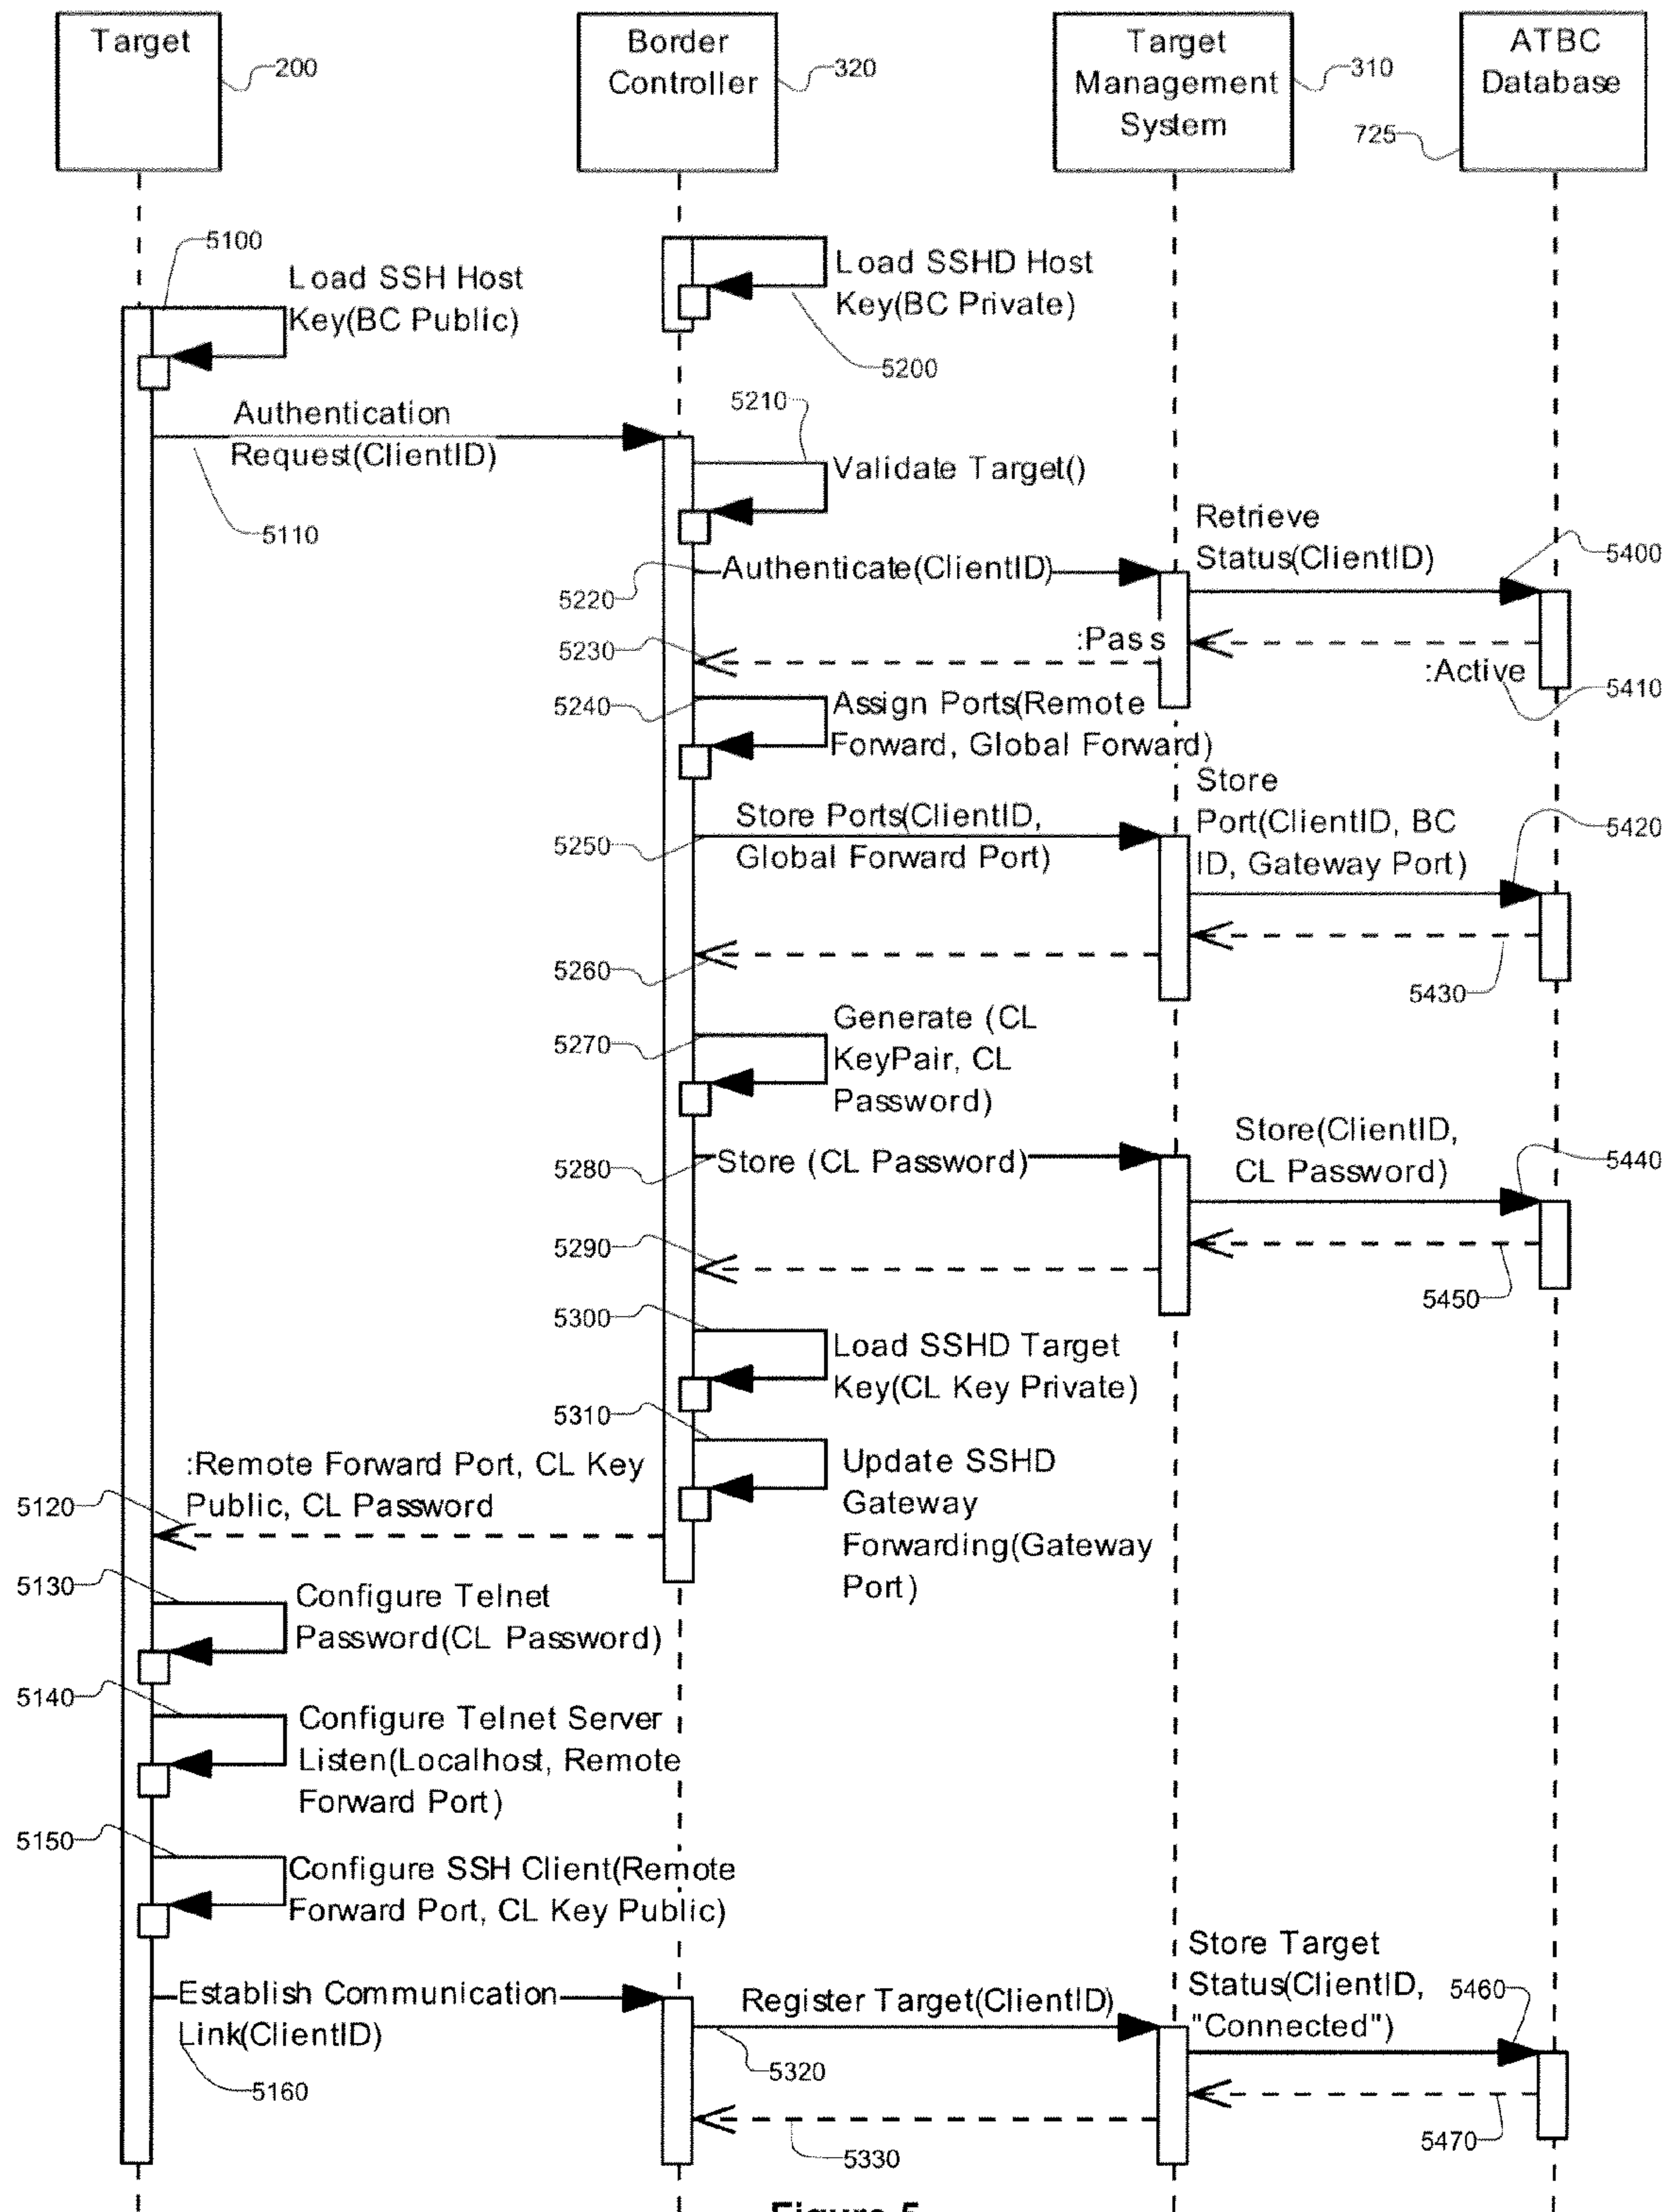 Target
200
Border
Controller
320
Target
Management
System
310
ATBC
Database
725
5100
Load SSH Host
Key(BC Public)
Load SSHD Host
Key(BC Private)
5200
Authentication
Request(ClientID)
5110
5210
Validate Target()
5220
Authenticate(ClientID)
Retrieve
Status(ClientID)
5400
5230
:Pass
:Active
5410
5240
Assign Ports(Remote
Forward, Global Forward)
5250
Store Ports(ClientID,
Global Forward Port)
Store
Port(ClientID, BC
ID, Gateway Port)
5420
5260
5430
5270
Generate (CL
KeyPair, CL
Password)
5280
Store (CL Password)
Store(ClientID,
CL Password)
5440
5290
5450
5300
Load SSHD Target
Key(CL Key Private)
5310
Update SSHD
Gateway
Forwarding(Gateway
Port)
:Remote Forward Port, CL Key
Public, CL Password
5120
5130
Configure Telnet
Password(CL Password)
5140
Configure Telnet Server
Listen(Localhost, Remote
Forward Port)
5150
Configure SSH Client(Remote
Forward Port, CL Key Public)
Establish Communication
Link(ClientID)
5160
Register Target(ClientID)
5320
Store Target
Status(ClientID,
"Connected")
5460
5330
5470
Figure 5